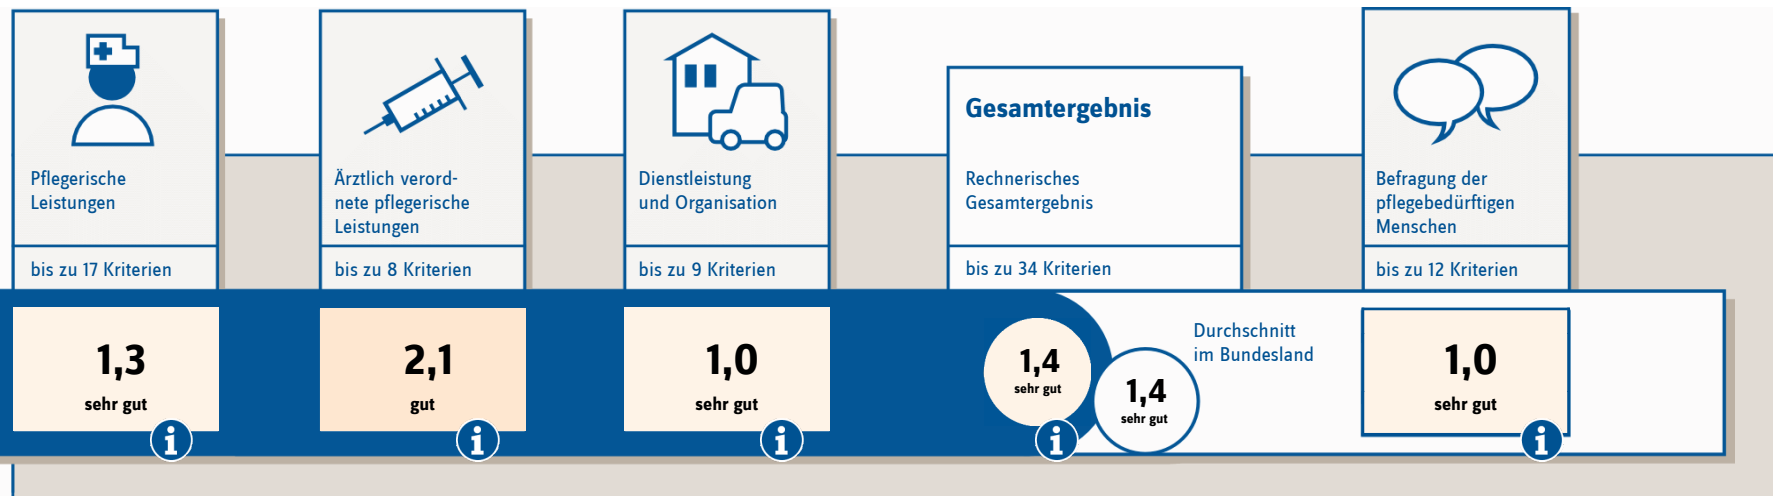 Pflegerische
Leistungen
bis zu 17 Kriterien
1,3
sehr gut
i
Ärztlich verord-
nete pflegerische
Leistungen
bis zu 8 Kriterien
2,1
gut
i
Dienstleistung
und Organisation
bis zu 9 Kriterien
1,0
sehr gut
i
Gesamtergebnis
Rechnerisches
Gesamtergebnis
bis zu 34 Kriterien
1,4
sehr gut
i
Durchschnitt
im Bundesland
1,4
sehr gut
Befragung der
pflegebedürftigen
Menschen
bis zu 12 Kriterien
1,0
sehr gut
i